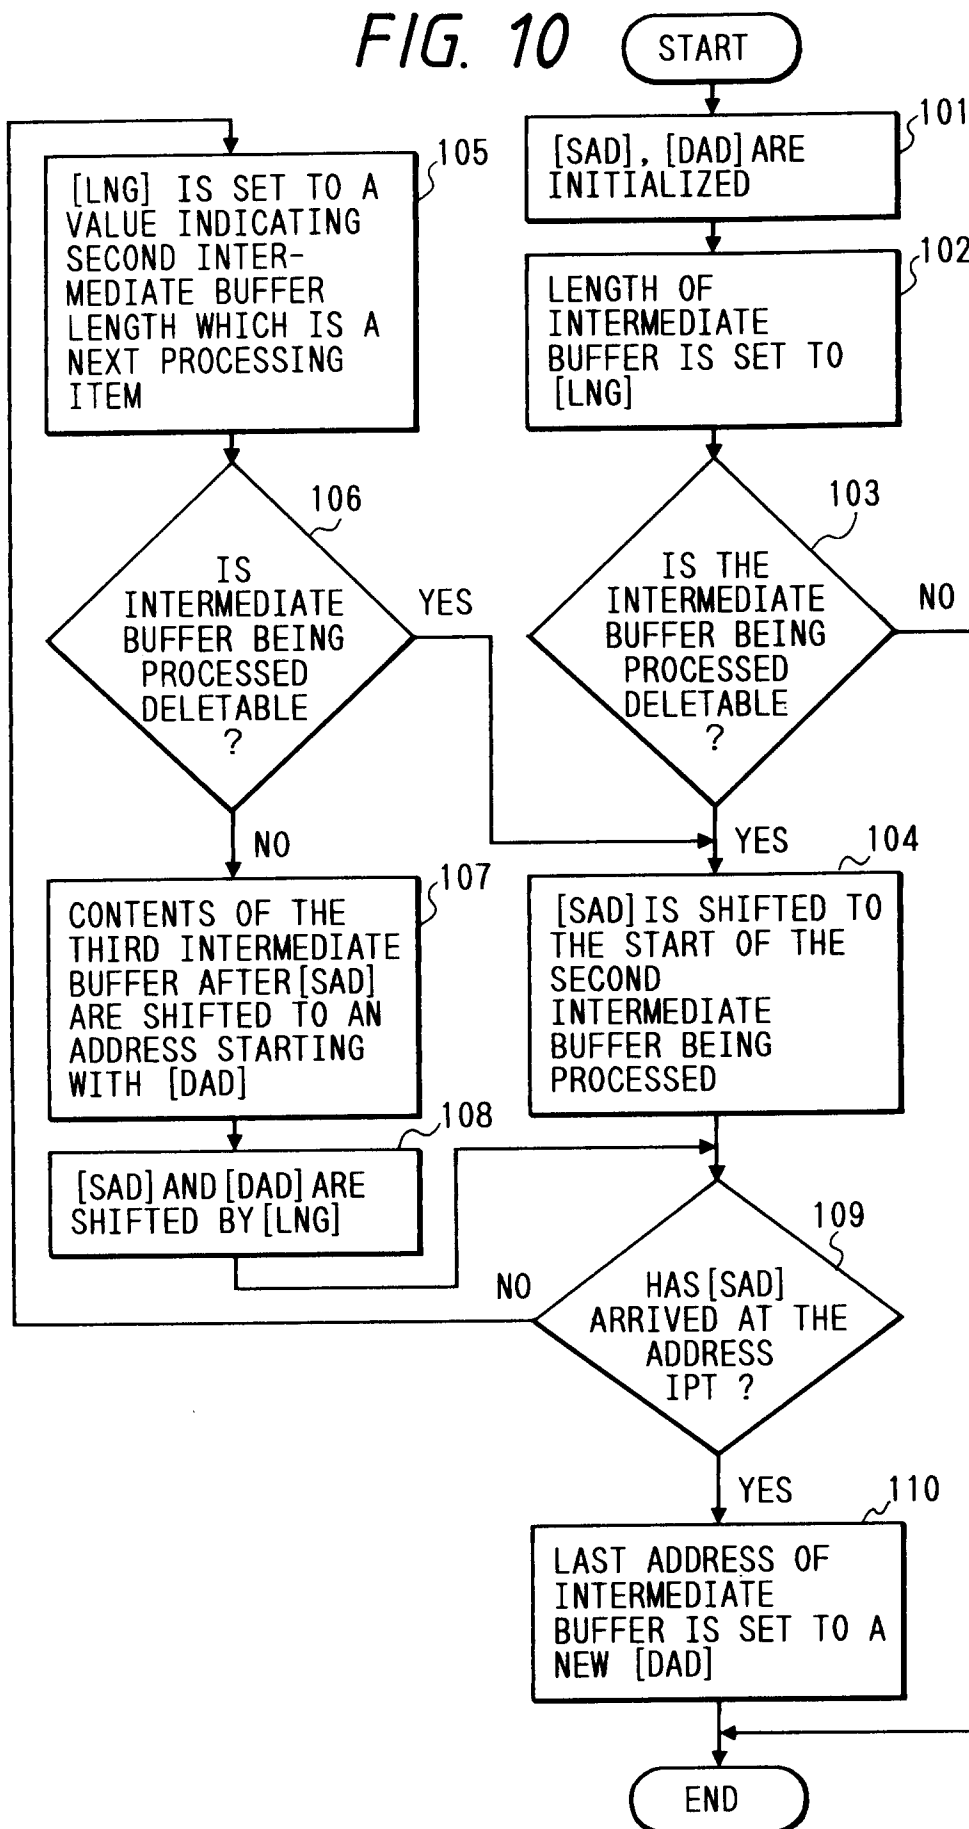 FIG. 10
START
101
[SAD], [DAD] ARE
INITIALIZED
102
LENGTH OF
INTERMEDIATE
BUFFER IS SET TO
[LNG]
103
IS THE
INTERMEDIATE
BUFFER BEING
PROCESSED
DELETABLE
?
NO
YES
104
[SAD] IS SHIFTED TO
THE START OF THE
SECOND
INTERMEDIATE
BUFFER BEING
PROCESSED
105
[LNG] IS SET TO A
VALUE INDICATING
SECOND INTER-
MEDIATE BUFFER
LENGTH WHICH IS A
NEXT PROCESSING
ITEM
106
IS
INTERMEDIATE
BUFFER BEING
PROCESSED
DELETABLE
?
YES
NO
107
CONTENTS OF THE
THIRD INTERMEDIATE
BUFFER AFTER [SAD]
ARE SHIFTED TO AN
ADDRESS STARTING
WITH [DAD]
108
[SAD] AND [DAD] ARE
SHIFTED BY [LNG]
109
HAS [SAD]
ARRIVED AT THE
ADDRESS
IPT ?
NO
YES
110
LAST ADDRESS OF
INTERMEDIATE
BUFFER IS SET TO A
NEW [DAD]
END